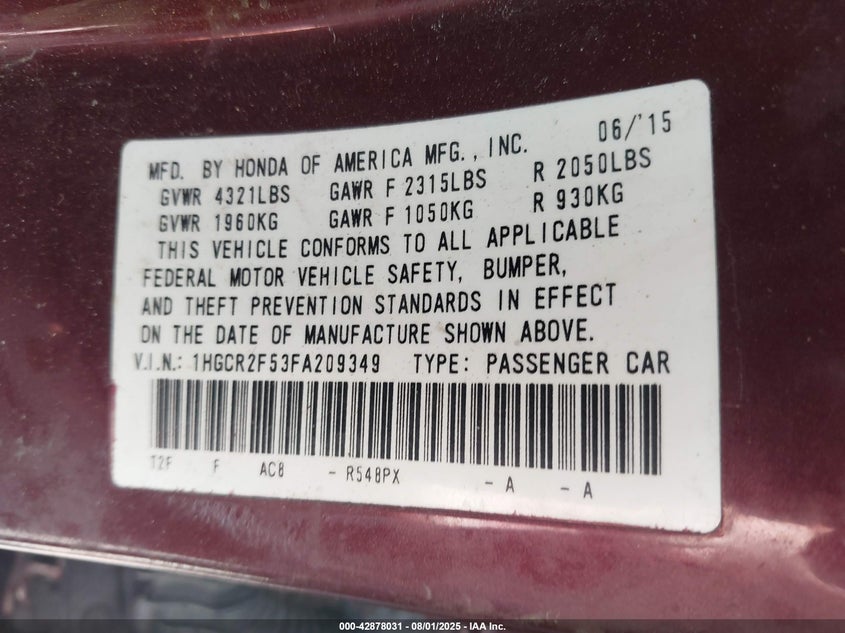 MFD. BY HONDA OF AMERICA MFG., INC. 06/'15
GVWR 4321LBS GAWR F 2315LBS R 2050LBS
GVWR 1960KG GAWR F 1050KG R 930KG
THIS VEHICLE CONFORMS TO ALL APPLICABLE
FEDERAL MOTOR VEHICLE SAFETY, BUMPER,
AND THEFT PREVENTION STANDARDS IN EFFECT
ON THE DATE OF MANUFACTURE SHOWN ABOVE.
V.I.N.: 1HGCR2F53FA209349 TYPE: PASSENGER CAR
T2F F AC8 - R548PX - A - A
000-42878031 - 08/01/2025 - IAA Inc.